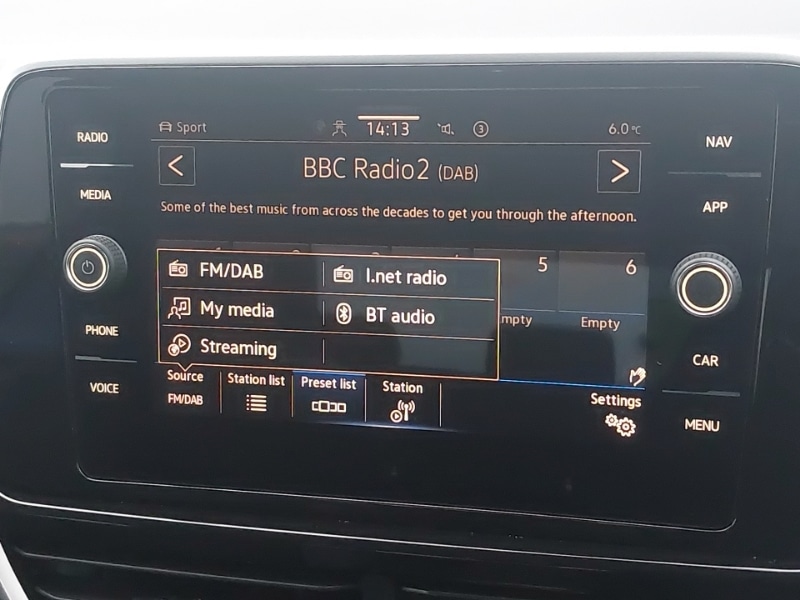 RADIO
MEDIA
PHONE
VOICE
Sport
14:13
3
6.0°C
BBC Radio2 (DAB)
Some of the best music from across the decades to get you through the afternoon.
5
6
Empty
FM/DAB
I.net radio
My media
BT audio
Streaming
Source
FM/DAB
Station list
Preset list
Station
Settings
NAV
APP
CAR
MENU